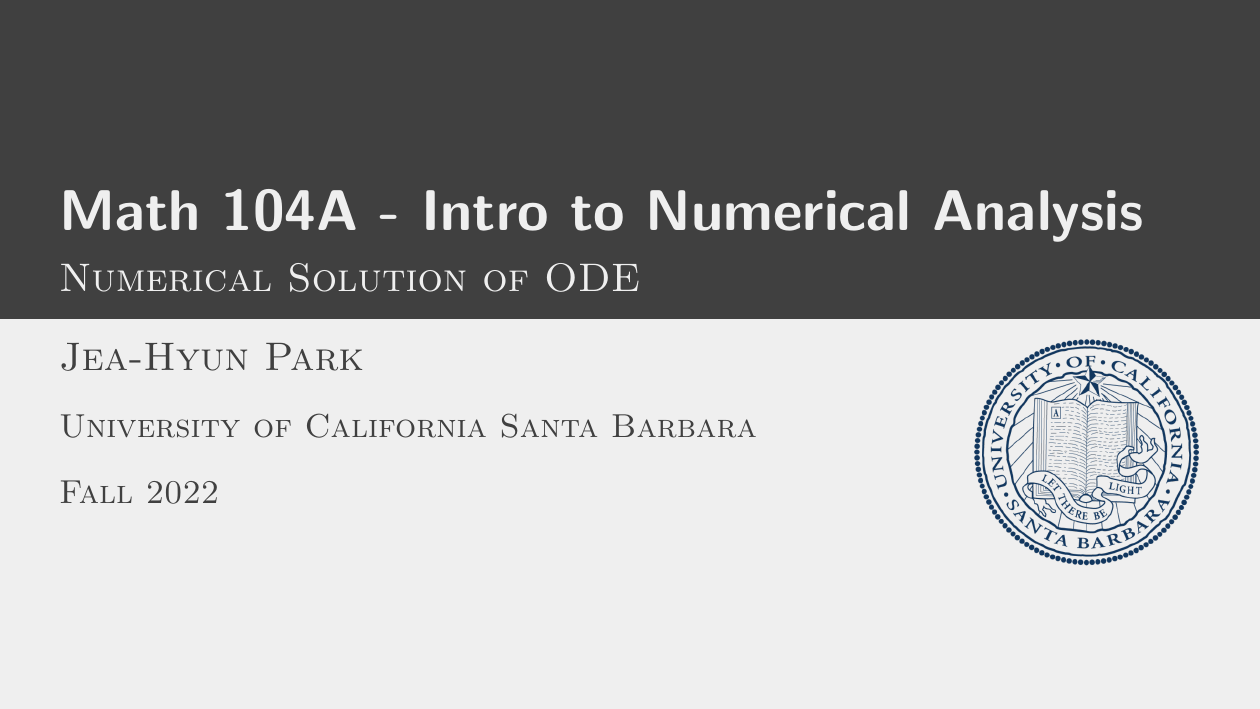 Math 104A - Intro to Numerical Analysis
Numerical Solution of ODE
Jea-Hyun Park
University of California Santa Barbara
Fall 2022
UNIVERSITY · OF · CALIFORNIA · SANTA BARBARA ·
A
LET THERE BE LIGHT